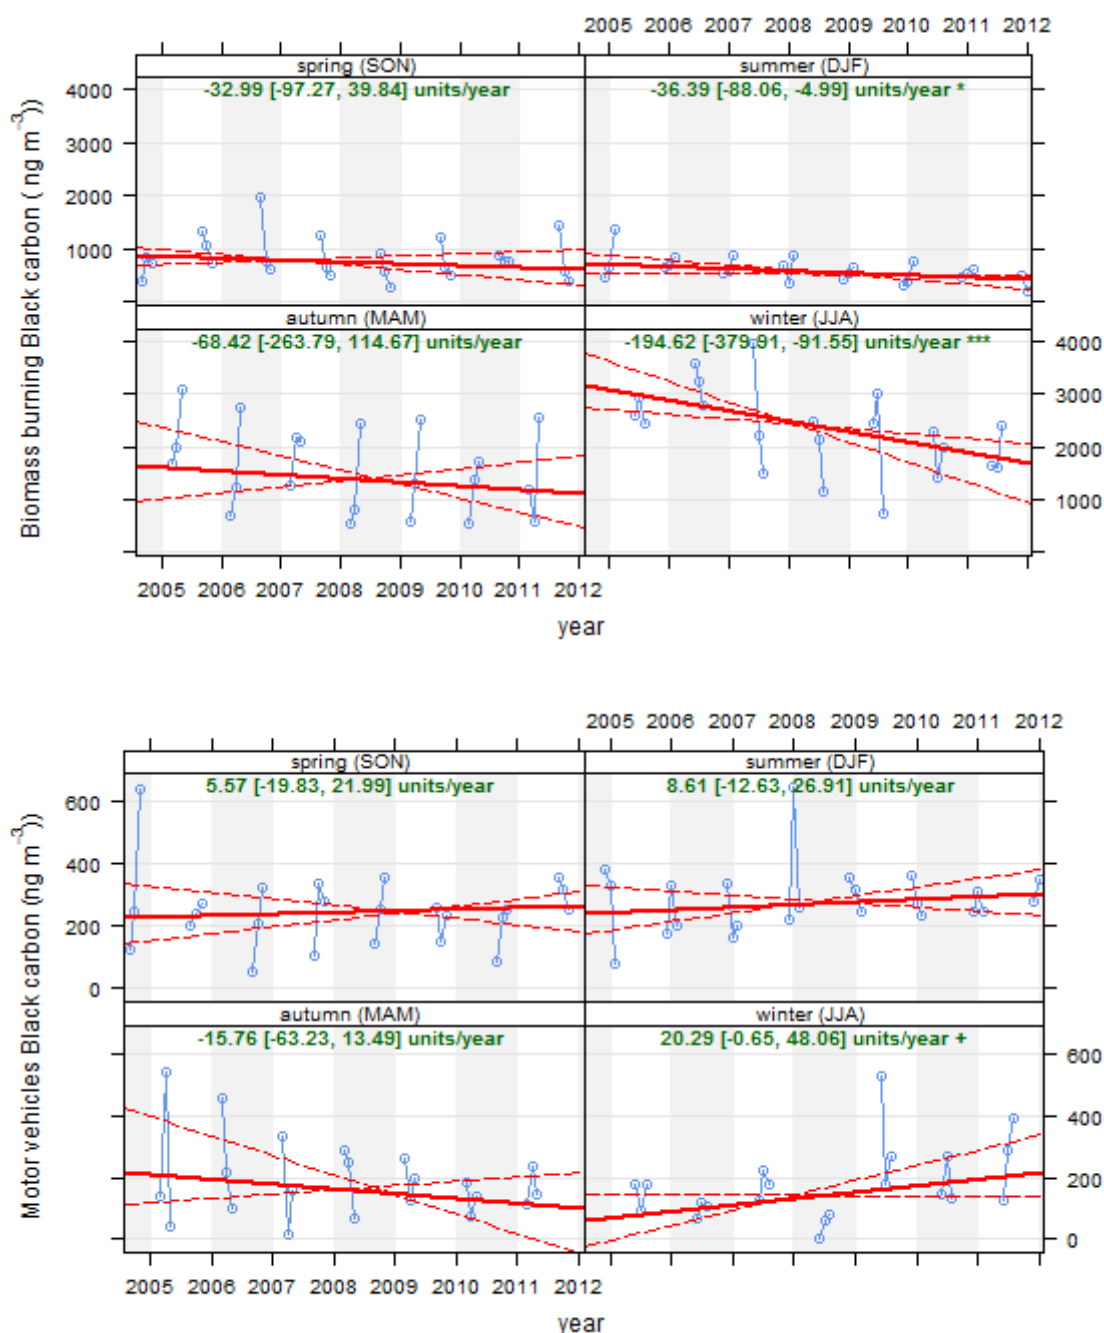 2005 2006 2007 2008 2009 2010 2011 2012
spring (SON) summer (DJF)
-32.99 [-97.27, 39.84] units/year -36.39 [-88.06, -4.99] units/year *
4000
3000
2000
1000
autumn (MAM) winter (JJA)
-68.42 [-263.79, 114.67] units/year -194.62 [-379.91, -91.55] units/year ***
4000
3000
2000
1000
Biomass burning Black carbon ( ng m⁻³))
2005 2006 2007 2008 2009 2010 2011 2012
year
2005 2006 2007 2008 2009 2010 2011 2012
spring (SON) summer (DJF)
5.57 [-19.83, 21.99] units/year 8.61 [-12.63, 26.91] units/year
600
400
200
0
autumn (MAM) winter (JJA)
-15.76 [-63.23, 13.49] units/year 20.29 [-0.65, 48.06] units/year +
600
400
200
0
Motor vehicles Black carbon (ng m⁻³))
2005 2006 2007 2008 2009 2010 2011 2012
year